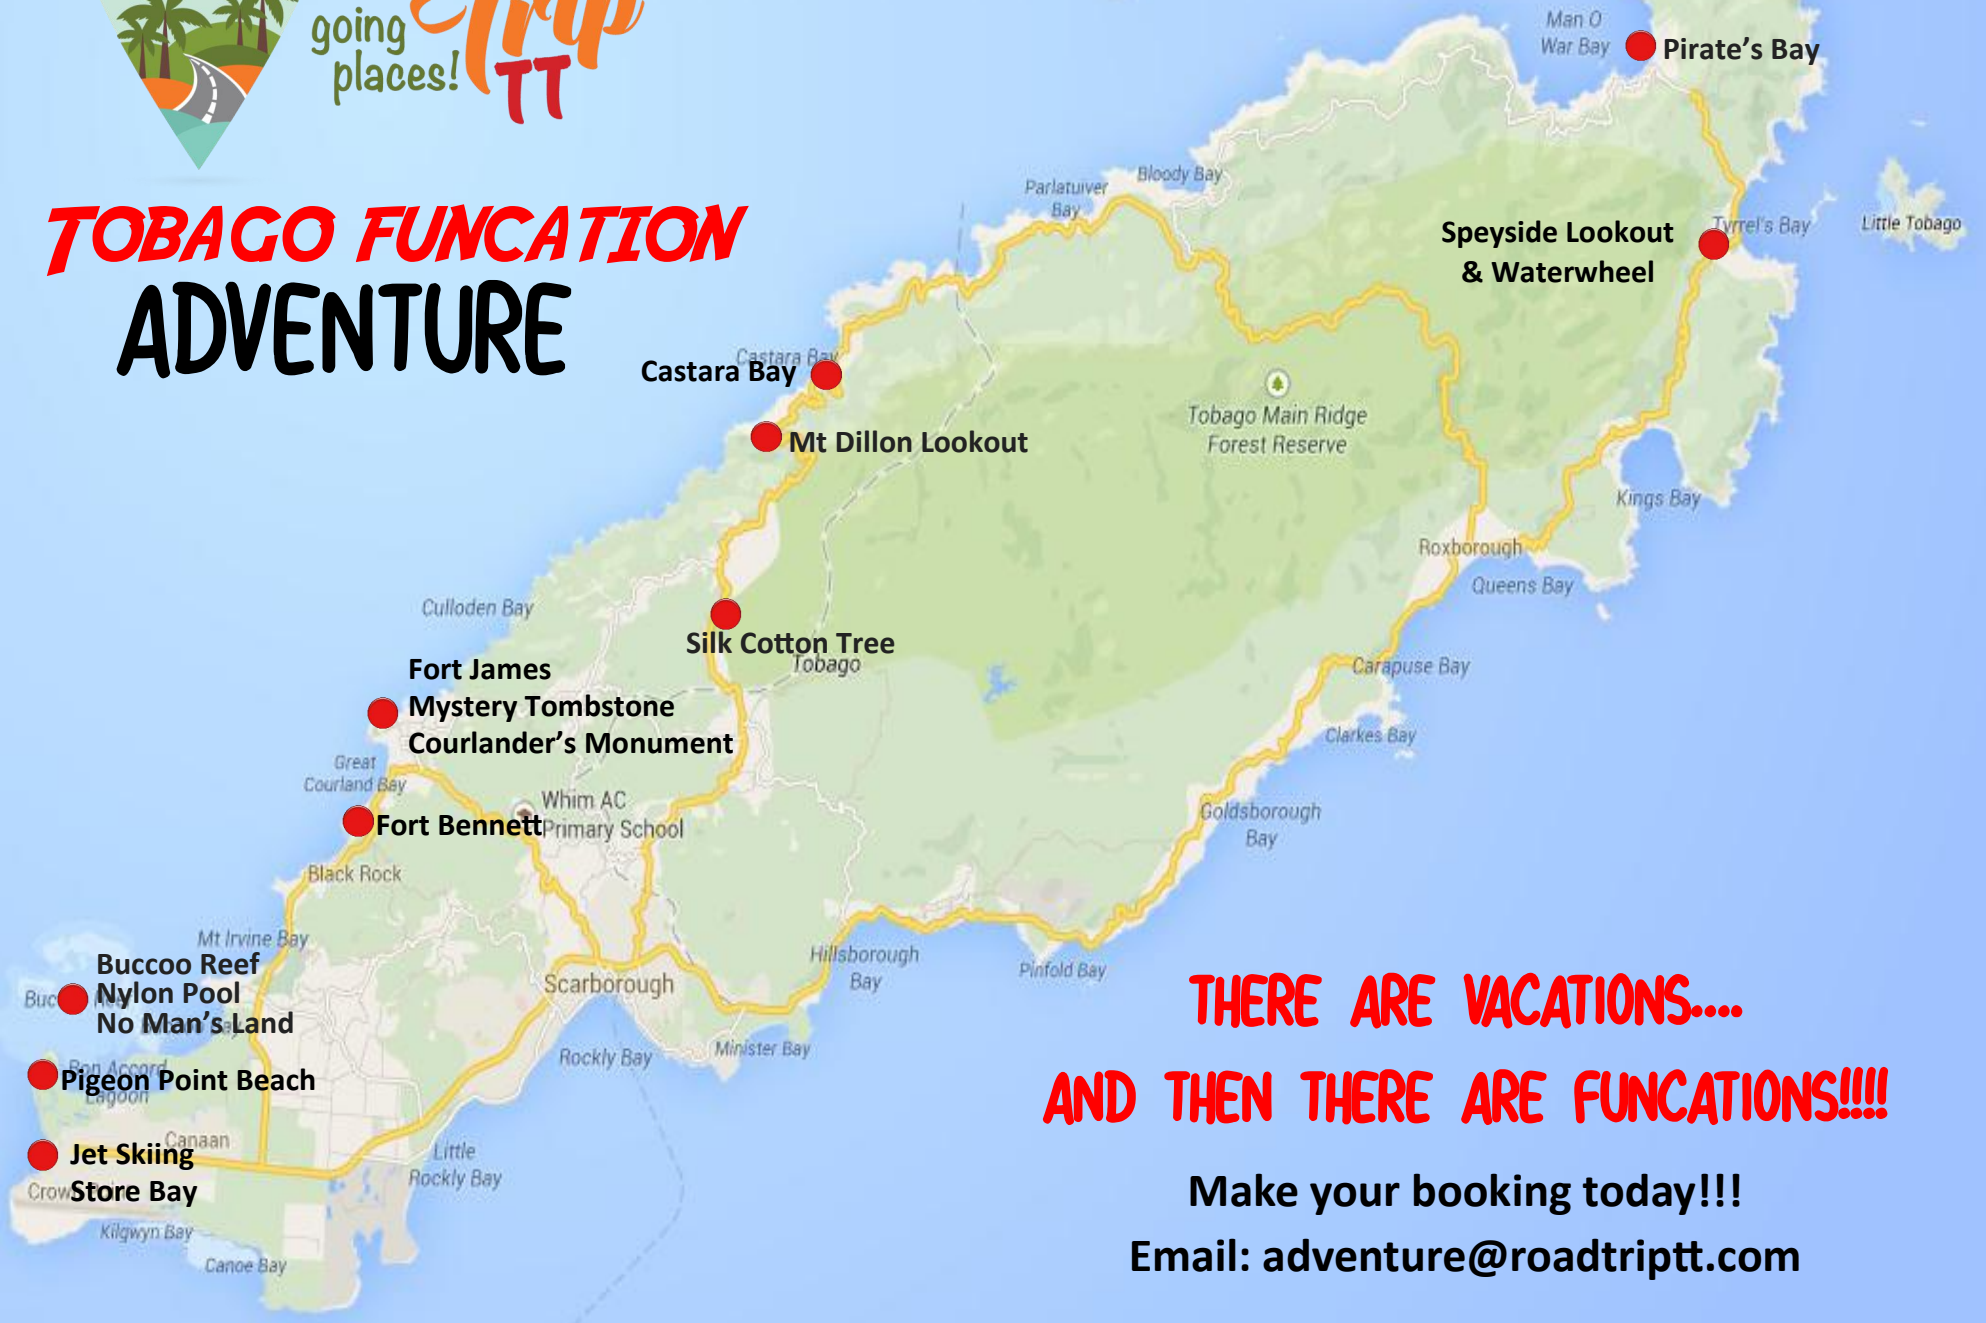 going
places!
Trip
TT
TOBAGO FUNCATION
ADVENTURE
Man O
War Bay
Pirate's Bay
Parlatuiver
Bay
Bloody Bay
Speyside Lookout
& Waterwheel
Tyrrel's Bay
Little Tobago
Castara Bay
Castara Bay
Mt Dillon Lookout
Tobago Main Ridge
Forest Reserve
Kings Bay
Roxborough
Queens Bay
Culloden Bay
Silk Cotton Tree
Tobago
Carapuse Bay
Clarkes Bay
Fort James
Mystery Tombstone
Courlander's Monument
Great
Courland Bay
Whim AC
Primary School
Fort Bennett
Goldsborough
Bay
Black Rock
Mt Irvine Bay
Buccoo Reef
Nylon Pool
No Man's Land
Scarborough
Hillsborough
Bay
Pinfold Bay
Rockly Bay
Minister Bay
Bon Accord
Lagoon
Pigeon Point Beach
Canaan
Jet Skiing
Store Bay
Little
Rockly Bay
Kilgwyn Bay
Canoe Bay
THERE ARE VACATIONS....
AND THEN THERE ARE FUNCATIONS!!!!
Make your booking today!!!
Email: adventure@roadtriptt.com